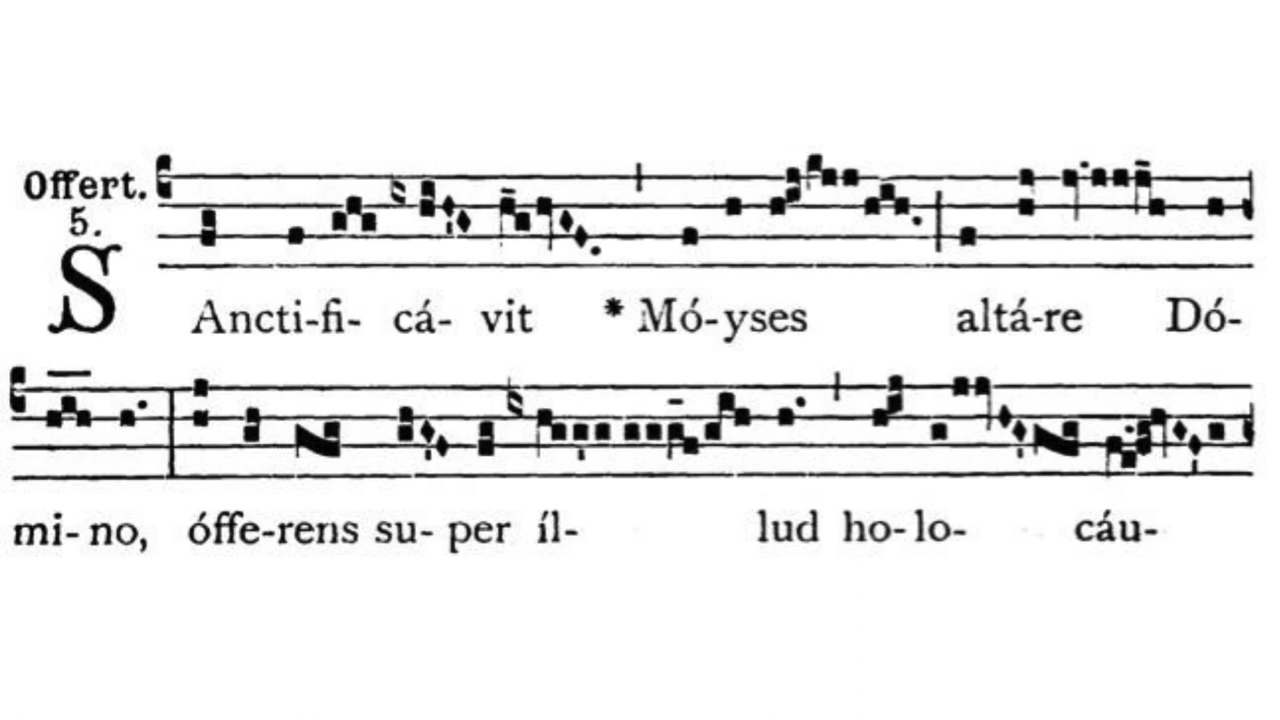 Offert.
5.
SAncti-fi- cá- vit * Mó-yses altá-re Dó-
mi- no, óffe-rens su- per íl- lud ho- lo- cáu-